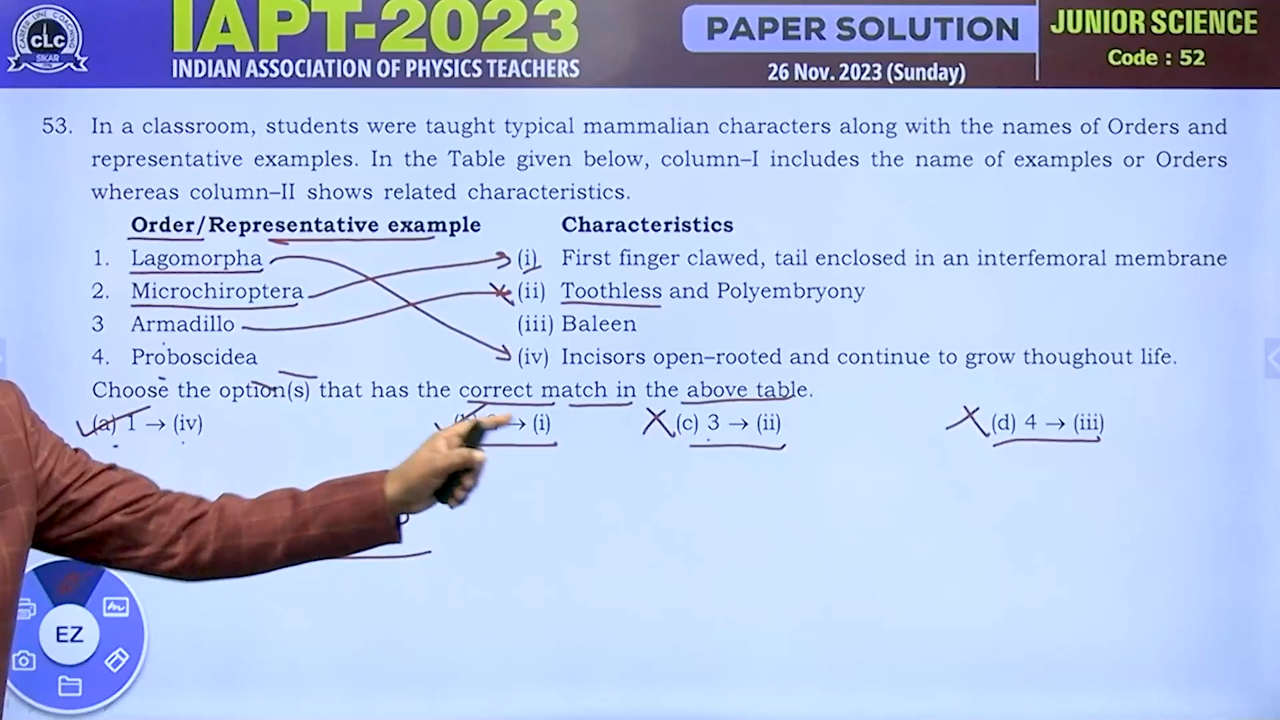 CAREER LINE COACHING
CLC
SIKAR
IAPT-2023
INDIAN ASSOCIATION OF PHYSICS TEACHERS
PAPER SOLUTION
26 Nov. 2023 (Sunday)
JUNIOR SCIENCE
Code : 52
53. In a classroom, students were taught typical mammalian characters along with the names of Orders and
representative examples. In the Table given below, column–I includes the name of examples or Orders
whereas column–II shows related characteristics.
Order/Representative example Characteristics
1. Lagomorpha (i) First finger clawed, tail enclosed in an interfemoral membrane
2. Microchiroptera (ii) Toothless and Polyembryony
3 Armadillo (iii) Baleen
4. Proboscidea (iv) Incisors open–rooted and continue to grow thoughout life.
Choose the option(s) that has the correct match in the above table.
(a) 1 → (iv) → (i) (c) 3 → (ii) (d) 4 → (iii)
EZ